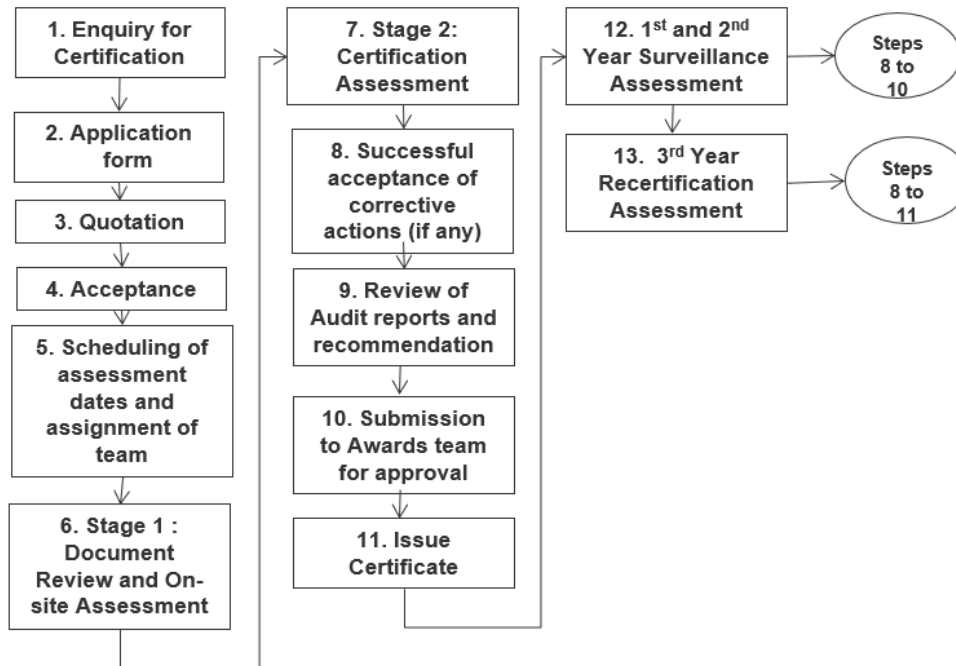 1. Enquiry for
Certification
2. Application
form
3. Quotation
4. Acceptance
5. Scheduling of
assessment
dates and
assignment of
team
6. Stage 1 :
Document
Review and On-
site Assessment
7. Stage 2:
Certification
Assessment
8. Successful
acceptance of
corrective
actions (if any)
9. Review of
Audit reports and
recommendation
10. Submission
to Awards team
for approval
11. Issue
Certificate
12. 1st and 2nd
Year Surveillance
Assessment
Steps
8 to
10
13. 3rd Year
Recertification
Assessment
Steps
8 to
11